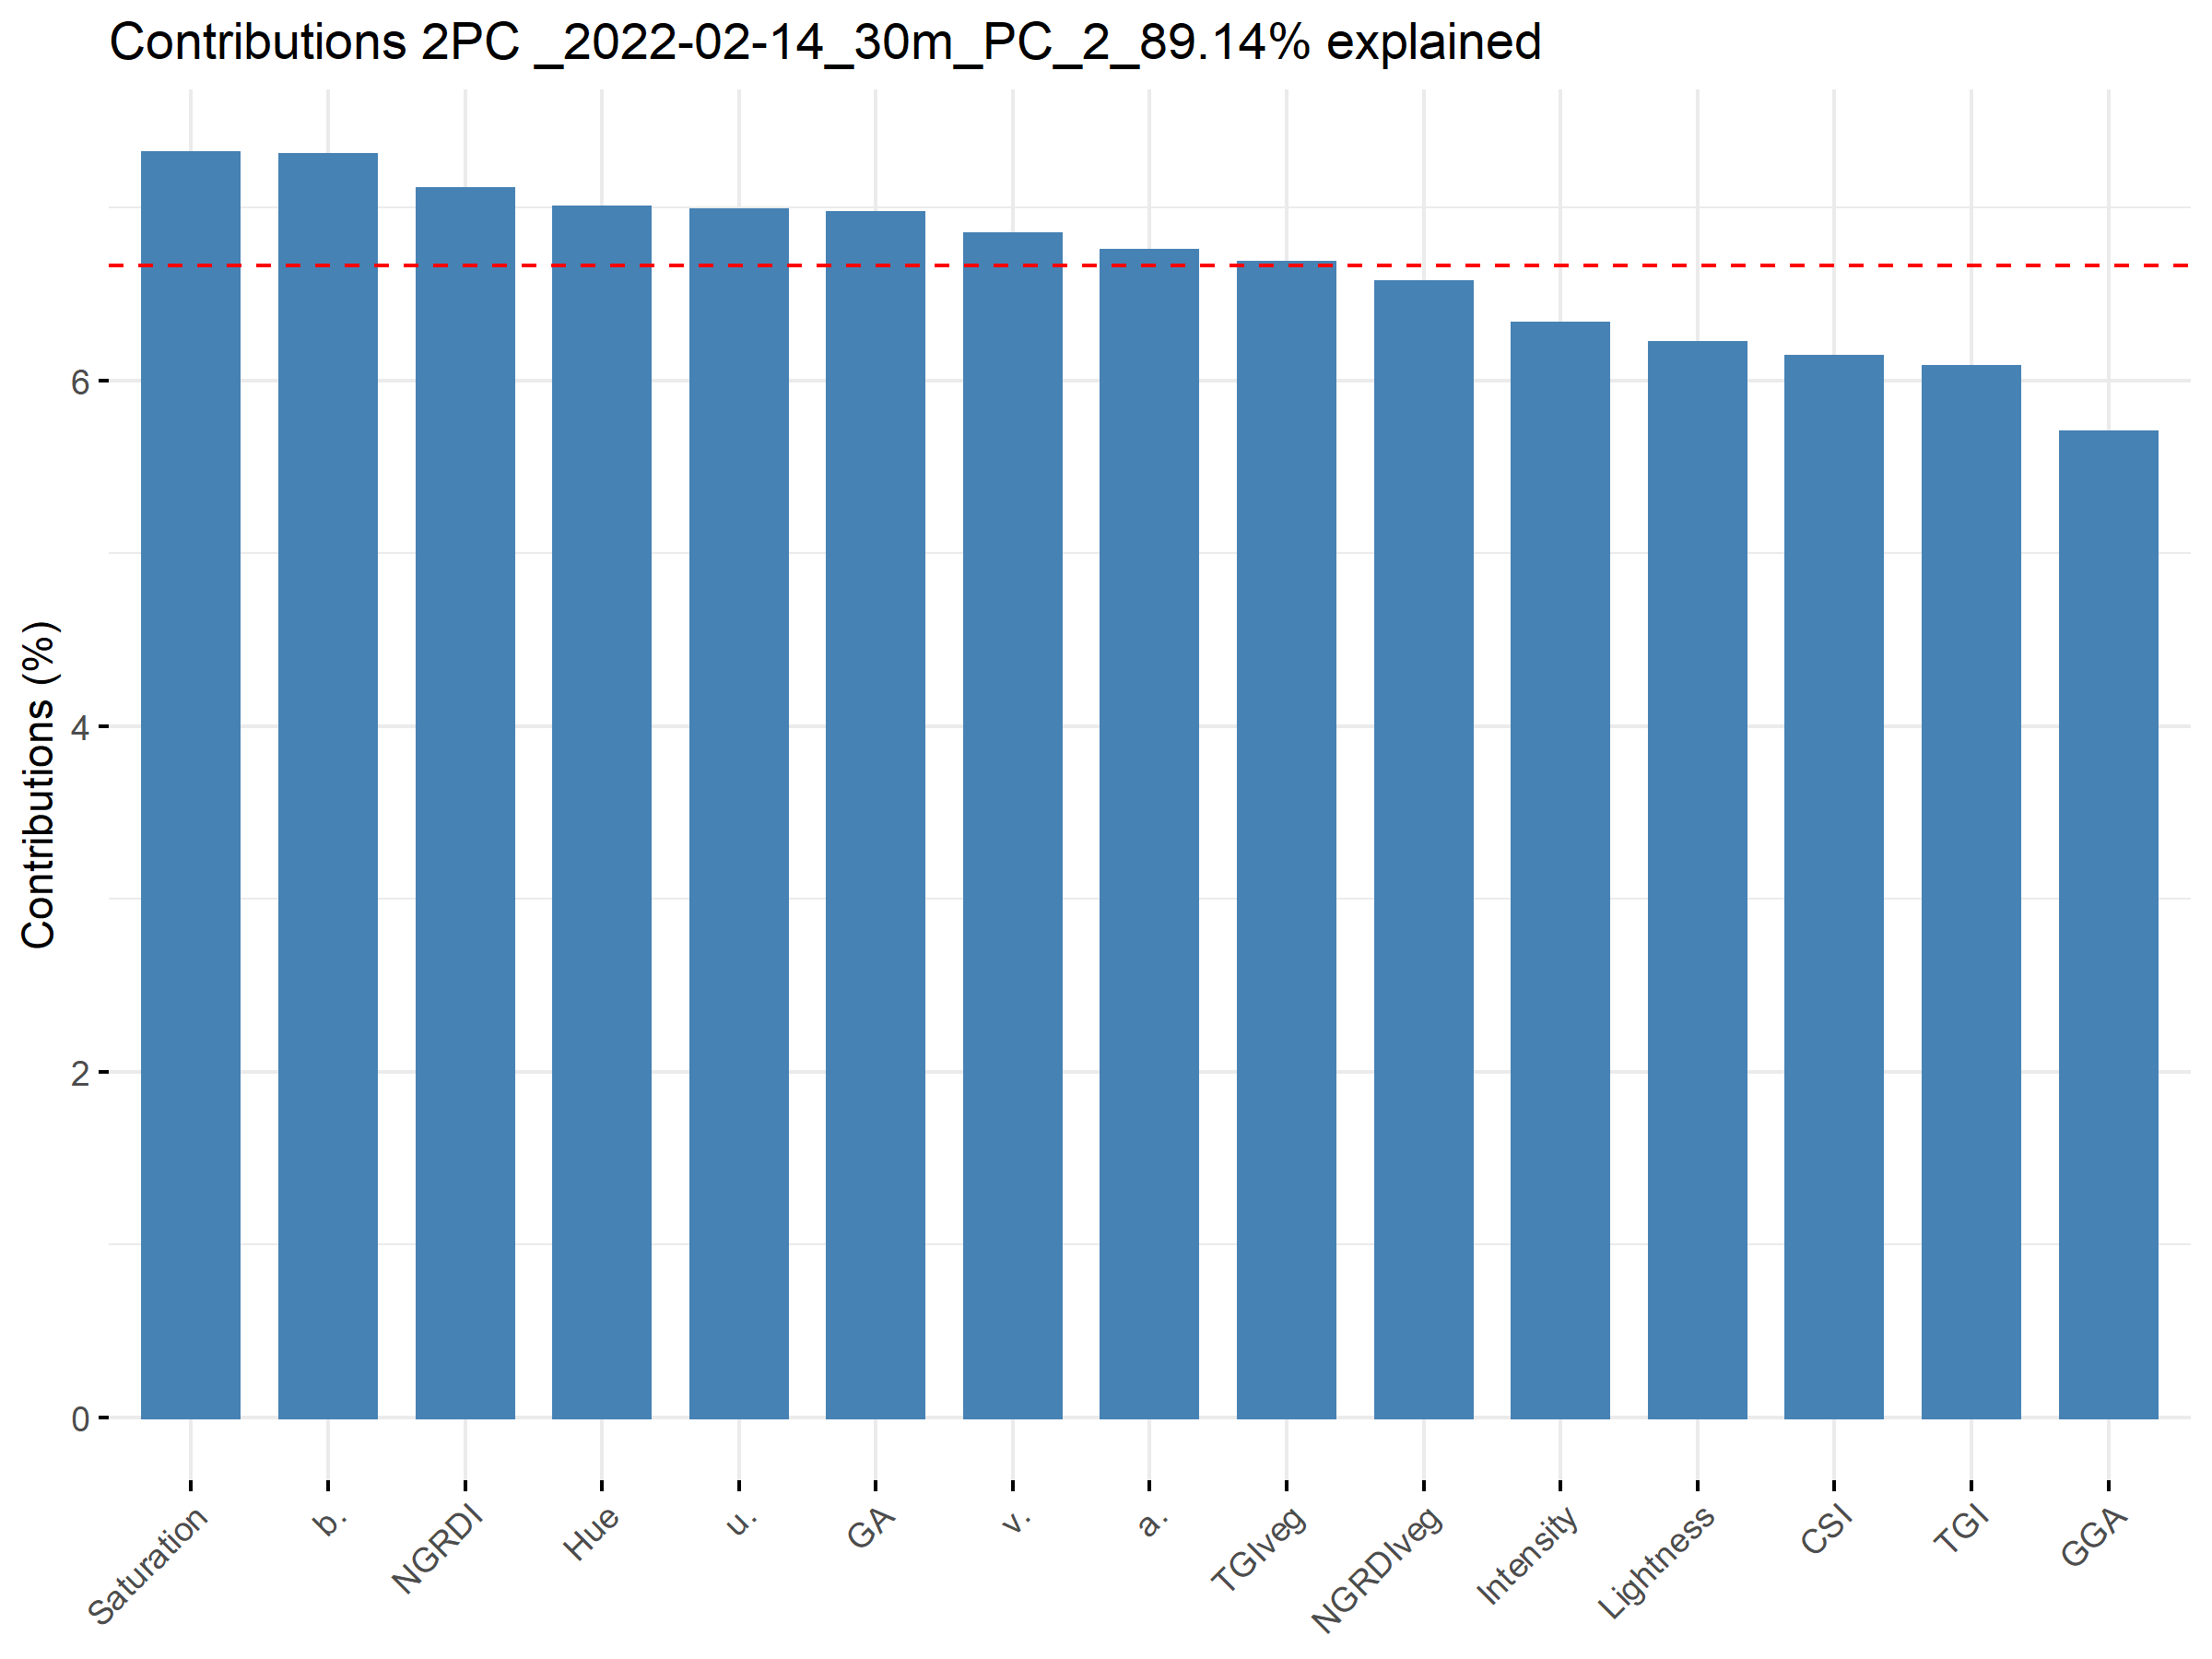 Contributions 2PC _2022-02-14_30m_PC_2_89.14% explained
Contributions (%)
6
4
2
0
Saturation
b.
NGRDI
Hue
u.
GA
v.
a.
TGIveg
NGRDIveg
Intensity
Lightness
CSI
TGI
GGA